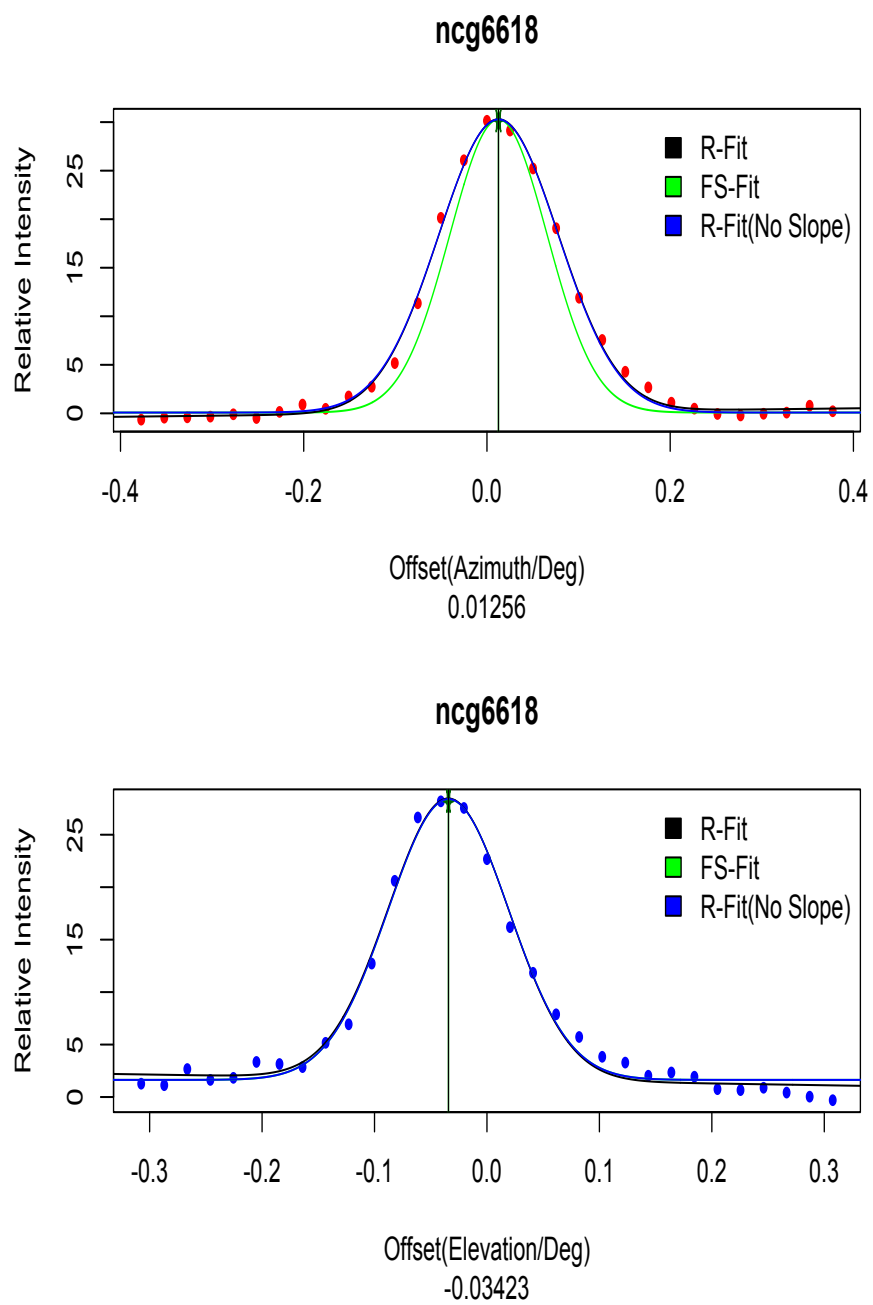 ncg6618
Relative Intensity
25
15
5
0
R-Fit
FS-Fit
R-Fit(No Slope)
-0.4 -0.2 0.0 0.2 0.4
Offset(Azimuth/Deg)
0.01256
ncg6618
Relative Intensity
25
15
5
0
R-Fit
FS-Fit
R-Fit(No Slope)
-0.3 -0.2 -0.1 0.0 0.1 0.2 0.3
Offset(Elevation/Deg)
-0.03423